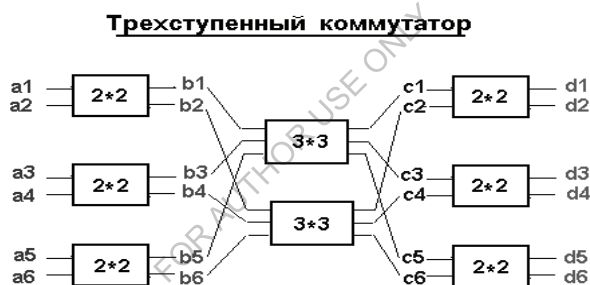 Трехступенный коммутатор
a1 2*2 b1 c1 2*2 d1
a2 b2 c2 d2
3*3
a3 2*2 b3 c3 2*2 d3
a4 b4 c4 d4
3*3
a5 2*2 b5 c5 2*2 d5
a6 b6 c6 d6
FOR AUTHOR USE ONLY